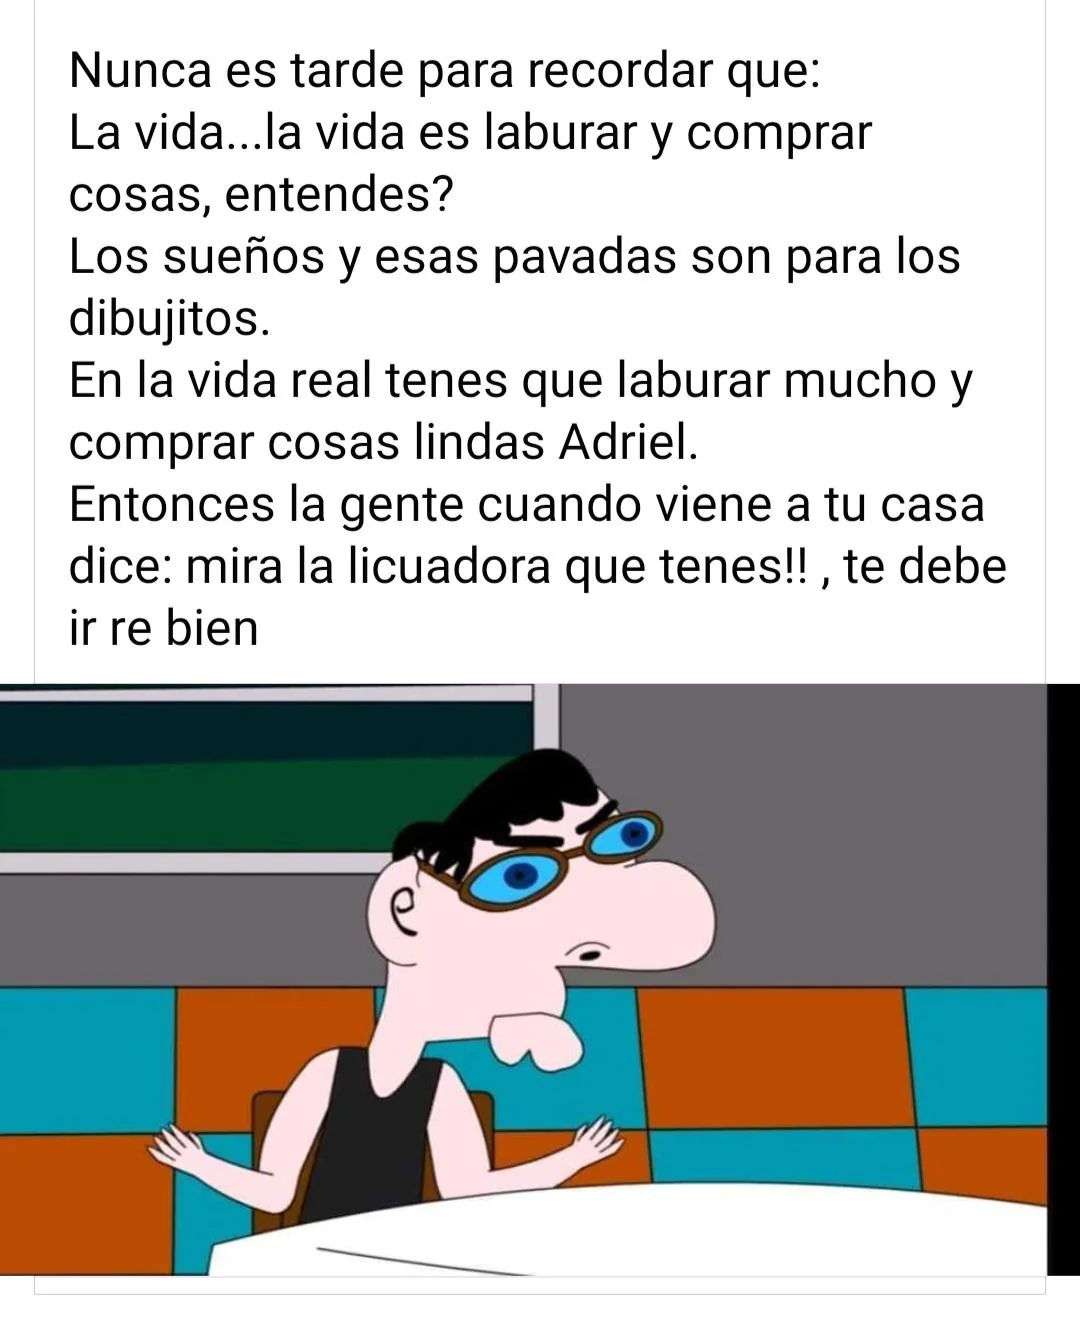 Nunca es tarde para recordar que:
La vida...la vida es laburar y comprar
cosas, entendes?
Los sueños y esas pavadas son para los
dibujitos.
En la vida real tenes que laburar mucho y
comprar cosas lindas Adriel.
Entonces la gente cuando viene a tu casa
dice: mira la licuadora que tenes!! , te debe
ir re bien